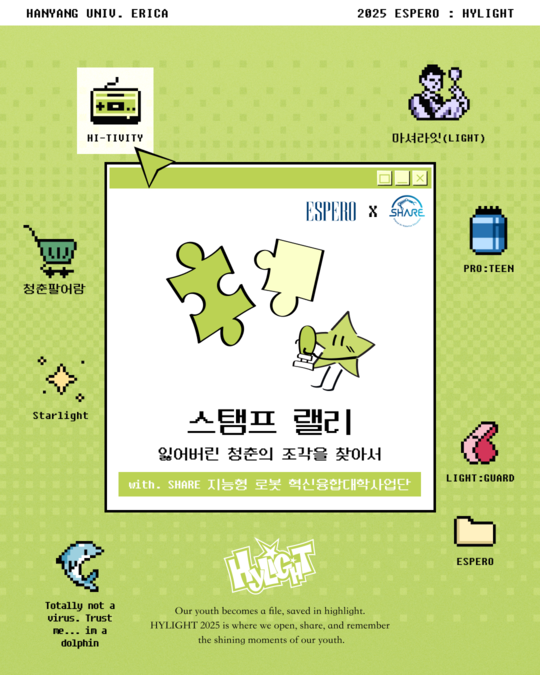 HANYANG UNIV. ERICA
2025 ESPERO : HYLIGHT
HI-TIVITY
마셔라잇(LIGHT)
ESPERO X SHARE
청춘팔어람
PRO:TEEN
Starlight
스탬프 랠리
잃어버린 청춘의 조각을 찾아서
with. SHARE 지능형 로봇 혁신융합대학사업단
LIGHT:GUARD
ESPERO
HYLIGHT
Totally not a
virus. Trust
me... im a
dolphin
Our youth becomes a file, saved in highlight.
HYLIGHT 2025 is where we open, share, and remember
the shining moments of our youth.